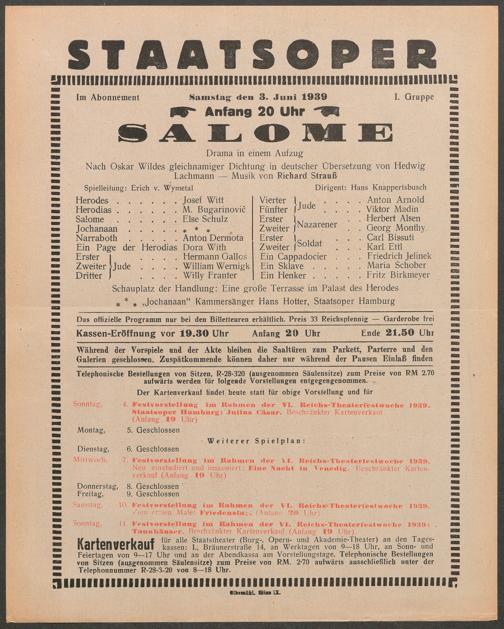 STAATSOPER
Im Abonnement Samstag den 3. Juni 1939 I. Gruppe
Anfang 20 Uhr
SALOME
Drama in einem Aufzug
Nach Oskar Wildes gleichnamiger Dichtung in deutscher Übersetzung von Hedwig
Lachmann — Musik von Richard Strauß
Spielleitung: Erich v. Wymetal Dirigent: Hans Knappertsbusch
Herodes . . . . . . Josef Witt
Herodias . . . . . . M. Bugarinović
Salome . . . . . . Else Schulz
Jochanaan . . . . . * * *
Narraboth . . . . . Anton Dermota
Ein Page der Herodias Dora With
Erster } . . . . . Hermann Gallos
Zweiter } Jude . . . . William Wernigk
Dritter } . . . . . Willy Franter
Vierter } Jude . . . . Anton Arnold
Fünfter } . . . . Viktor Madin
Erster } Nazarener . . Herbert Alsen
Zweiter } . . Georg Monthy
Erster } Soldat . . . . Carl Bissuti
Zweiter } . . . . Karl Ettl
Ein Cappadocier . . . Friedrich Jelinek
Ein Sklave . . . . . Maria Schober
Ein Henker . . . . . Fritz Birkmeyer
Schauplatz der Handlung: Eine große Terrasse im Palast des Herodes
* * * „Jochanaan" Kammersänger Hans Hotter, Staatsoper Hamburg
Das offizielle Programm nur bei den Billetteuren erhältlich. Preis 33 Reichspfennig — Garderobe frei
Kassen-Eröffnung vor 19.30 Uhr Anfang 20 Uhr Ende 21.50 Uhr
Während der Vorspiele und der Akte bleiben die Saaltüren zum Parkett, Parterre und den
Galerien geschlossen. Zuspätkommende können daher nur während der Pausen Einlaß finden
Telephonische Bestellungen von Sitzen, R-28-320 (ausgenommen Säulensitze) zum Preise von RM 2.70
aufwärts werden für folgende Vorstellungen entgegengenommen.
Der Kartenverkauf findet heute statt für obige Vorstellung und für
Sonntag, 4. Festvorstellung im Rahmen der VI. Reichs-Theaterfestwoche 1939.
Staatsoper Hamburg: Julius Cäsar. Beschränkter Kartenverkauf
(Anfang 19 Uhr)
Montag, 5. Geschlossen
Weiterer Spielplan:
Dienstag, 6. Geschlossen
Mittwoch, 7. Festvorstellung im Rahmen der VI. Reichs-Theaterfestwoche 1939.
Neu einstudiert und inszeniert: Eine Nacht in Venedig. Beschränkter Karten-
verkauf (Anfang 19 Uhr)
Donnerstag, 8. Geschlossen
Freitag, 9. Geschlossen
Samstag, 10. Festvorstellung im Rahmen der VI. Reichs-Theaterfestwoche 1939.
Zum ersten Male: Friedenstag. (Anfang 20 Uhr)
Sonntag, 11. Festvorstellung im Rahmen der VI. Reichs-Theaterfestwoche 1939:
Tannhäuser. Beschränkter Kartenverkauf (Anfang 19 Uhr)
Kartenverkauf für alle Staatstheater (Burg-, Opern- und Akademie-Theater) an den Tages-
kassen: I., Bräunerstraße 14, an Werktagen von 9—18 Uhr, an Sonn- und
Feiertagen von 9—17 Uhr und an der Abendkassa am Vorstellungstage. Telephonische Bestellungen
von Sitzen (ausgenommen Säulensitze) zum Preise von RM. 2·70 aufwärts ausschließlich unter der
Telephonnummer R-28-3-20 von 8—18 Uhr.
Elbemühl, Wien IX.